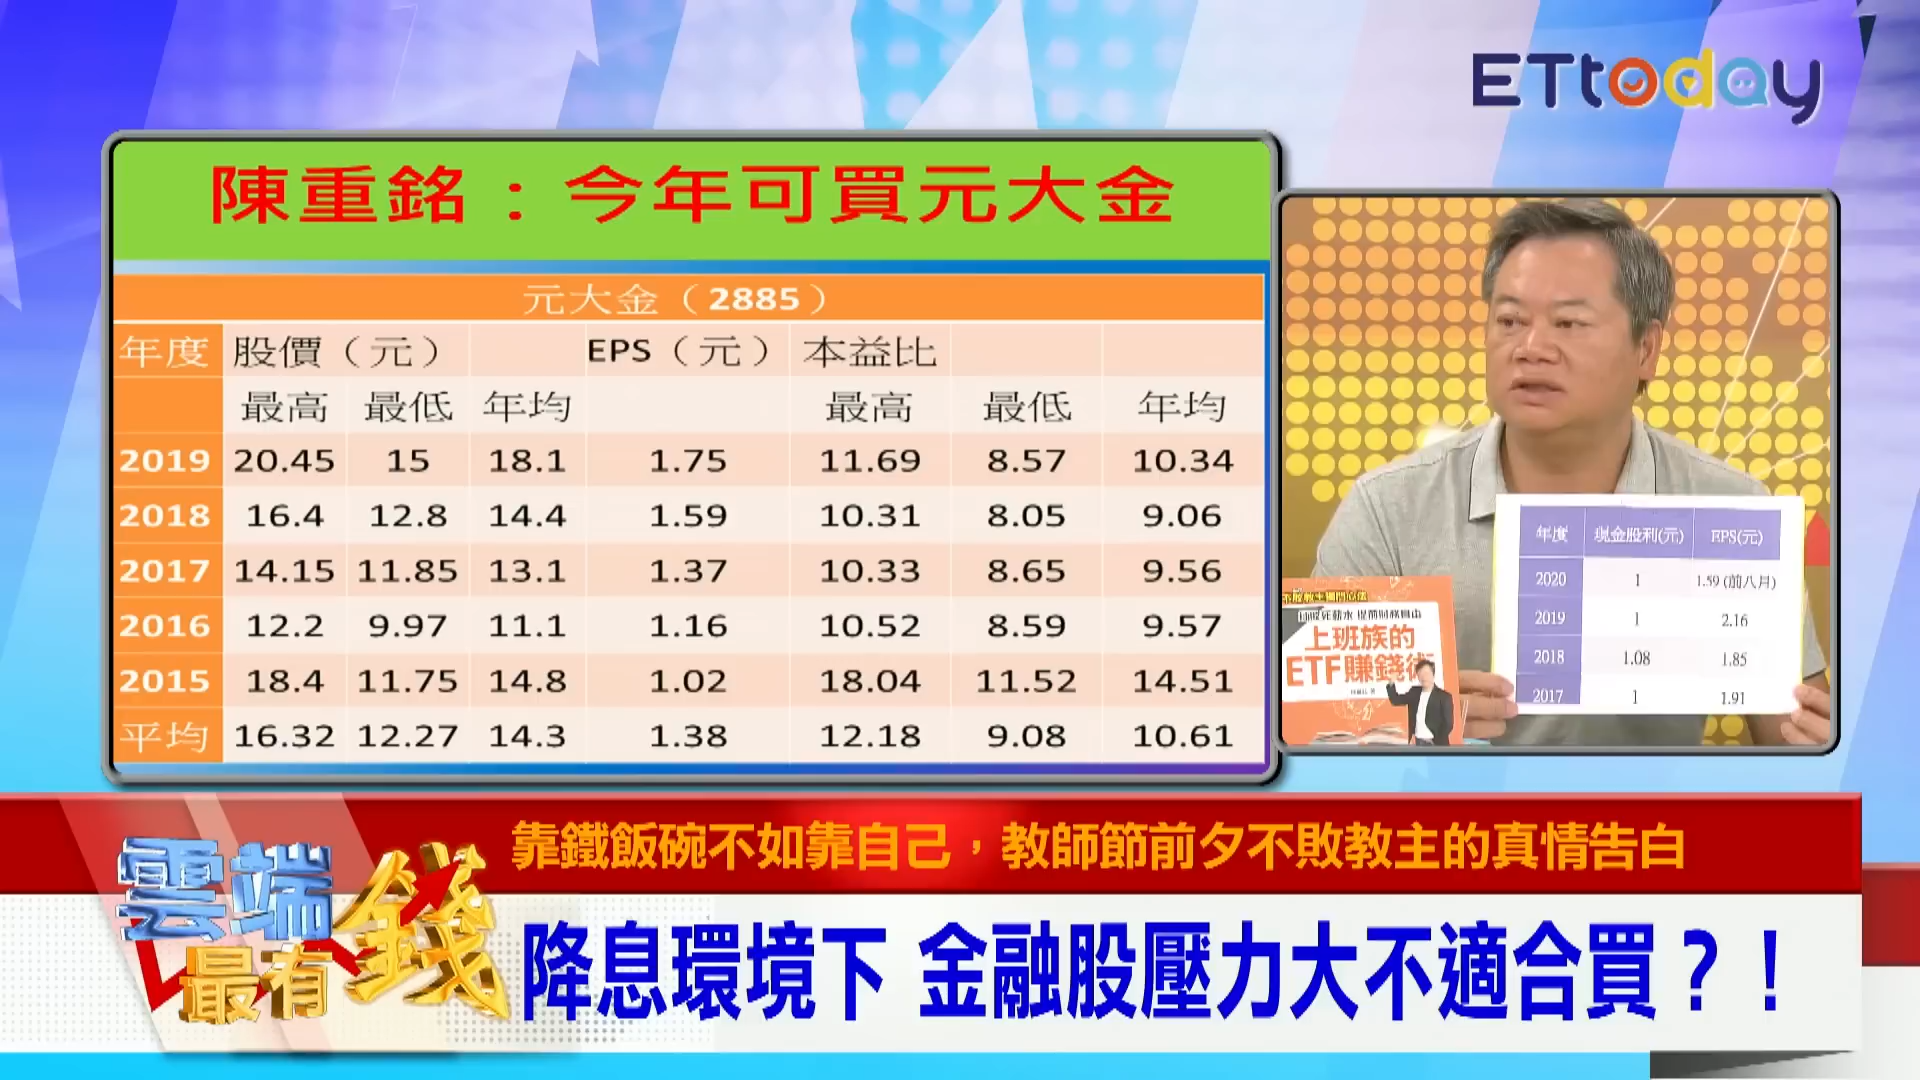 ETtoday
陳重銘：今年可買元大金
元大金（2885）
年度 股價（元） EPS（元） 本益比
最高 最低 年均 最高 最低 年均
2019 20.45 15 18.1 1.75 11.69 8.57 10.34
2018 16.4 12.8 14.4 1.59 10.31 8.05 9.06
2017 14.15 11.85 13.1 1.37 10.33 8.65 9.56
2016 12.2 9.97 11.1 1.16 10.52 8.59 9.57
2015 18.4 11.75 14.8 1.02 18.04 11.52 14.51
平均 16.32 12.27 14.3 1.38 12.18 9.08 10.61
年度 現金股利(元) EPS(元)
2020 1 1.59 (前八月)
2019 1 2.16
2018 1.08 1.85
2017 1 1.91
上班族的
ETF賺錢術
靠鐵飯碗不如靠自己，教師節前夕不敗教主的真情告白
雲端最有錢
降息環境下 金融股壓力大不適合買？！